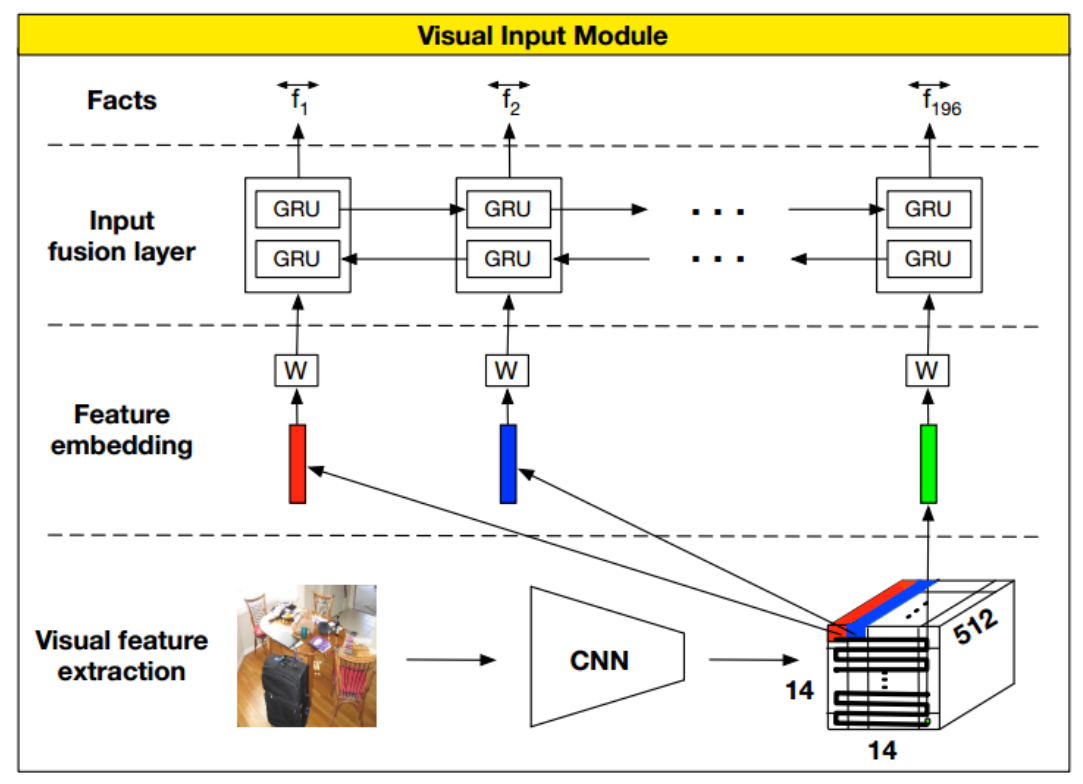 Visual Input Module
Facts
f1
f2
f196
Input
fusion layer
GRU
GRU
. . .
GRU
GRU
GRU
. . .
GRU
Feature
embedding
W
W
W
Visual feature
extraction
CNN
14
14
512